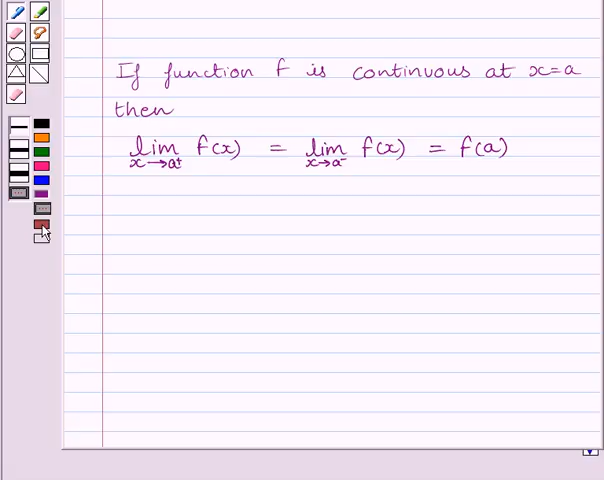 If function f is continuous at x=a
then
lim x→a⁺ f(x) = lim x→a⁻ f(x) = f(a)